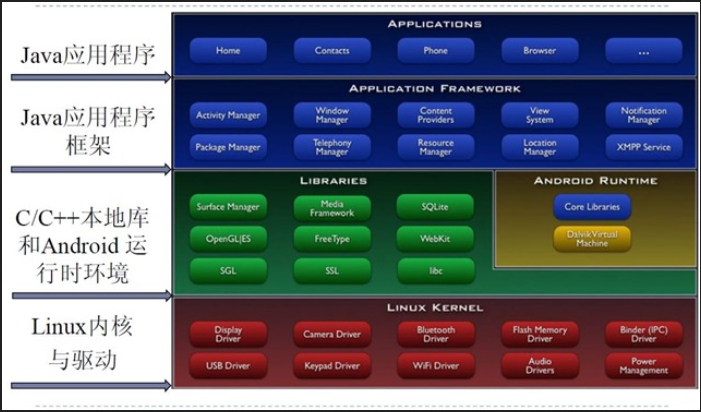 APPLICATIONS
Java应用程序
Home
Contacts
Phone
Browser
...
APPLICATION FRAMEWORK
Java应用程序
框架
Activity Manager
Window
Manager
Content
Providers
View
System
Notification
Manager
Package Manager
Telephony
Manager
Resource
Manager
Location
Manager
XMPP Service
LIBRARIES
ANDROID RUNTIME
C/C++本地库
和Android 运
行时环境
Surface Manager
Media
Framework
SQLite
Core Libraries
OpenGL|ES
FreeType
WebKit
Dalvik Virtual
Machine
SGL
SSL
libc
LINUX KERNEL
Linux内核
与驱动
Display
Driver
Camera Driver
Bluetooth
Driver
Flash Memory
Driver
Binder (IPC)
Driver
USB Driver
Keypad Driver
WiFi Driver
Audio
Drivers
Power
Management